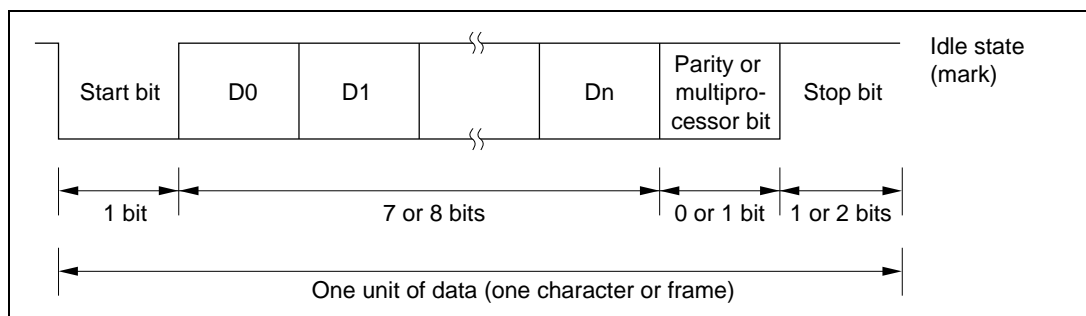 Idle state
(mark)
Start bit
D0
D1
Dn
Parity or
multipro-
cessor bit
Stop bit
1 bit
7 or 8 bits
0 or 1 bit
1 or 2 bits
One unit of data (one character or frame)